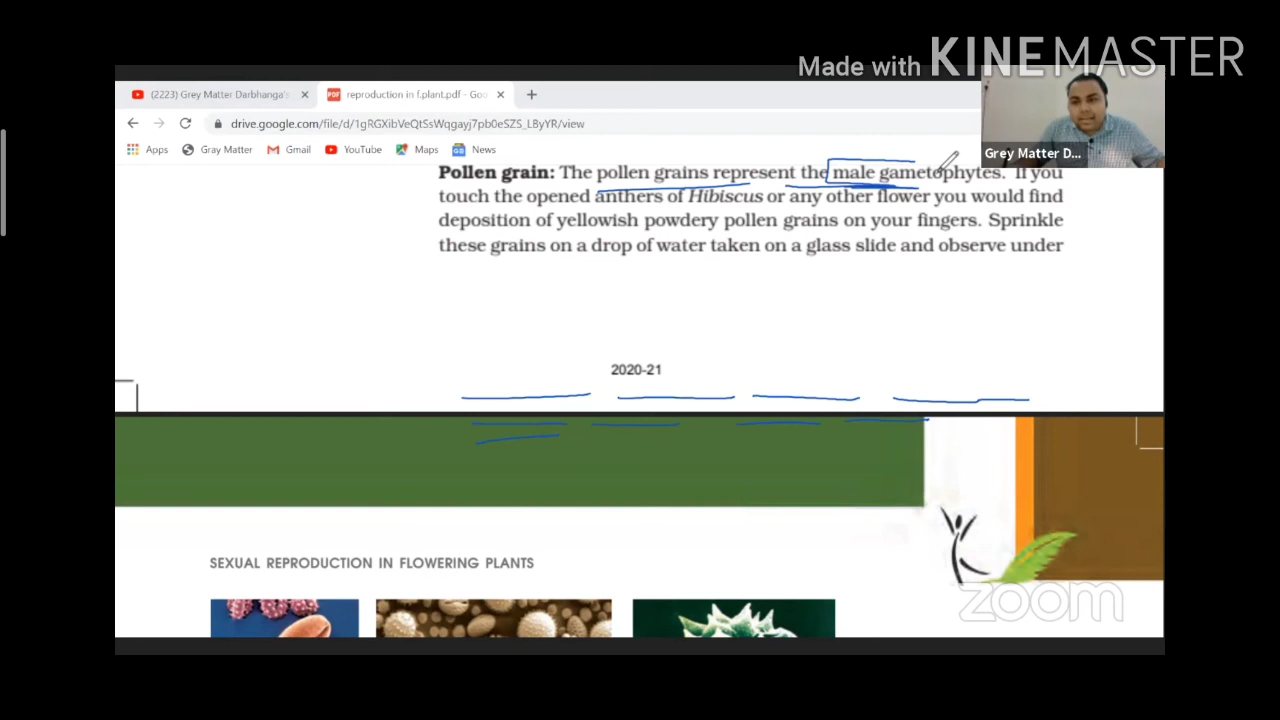 Made with KINEMASTER
(2223) Grey Matter Darbhanga's
reproduction in f.plant.pdf - Goo
drive.google.com/file/d/1gRGXibVeQtSsWqgayj7pb0eSZS_LByYR/view
Apps Gray Matter Gmail YouTube Maps News
Grey Matter D...
Pollen grain: The pollen grains represent the male gametophytes. If you
touch the opened anthers of Hibiscus or any other flower you would find
deposition of yellowish powdery pollen grains on your fingers. Sprinkle
these grains on a drop of water taken on a glass slide and observe under
2020-21
SEXUAL REPRODUCTION IN FLOWERING PLANTS
zoom